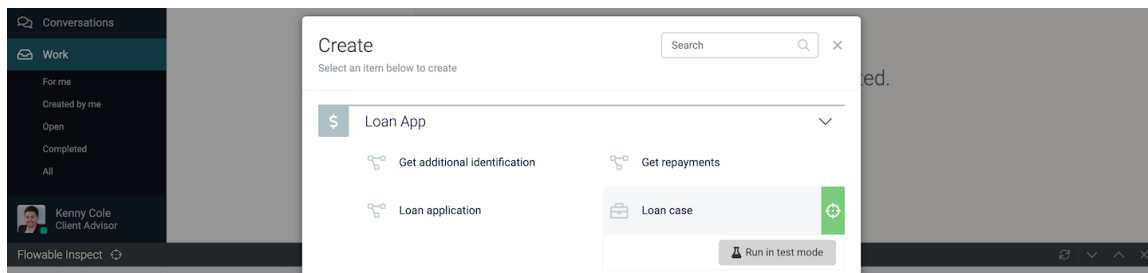 Conversations
Work
For me
Created by me
Open
Completed
All
Kenny Cole
Client Advisor
Flowable Inspect
Create
Search
Select an item below to create
ted.
$ Loan App
Get additional identification
Get repayments
Loan application
Loan case
Run in test mode